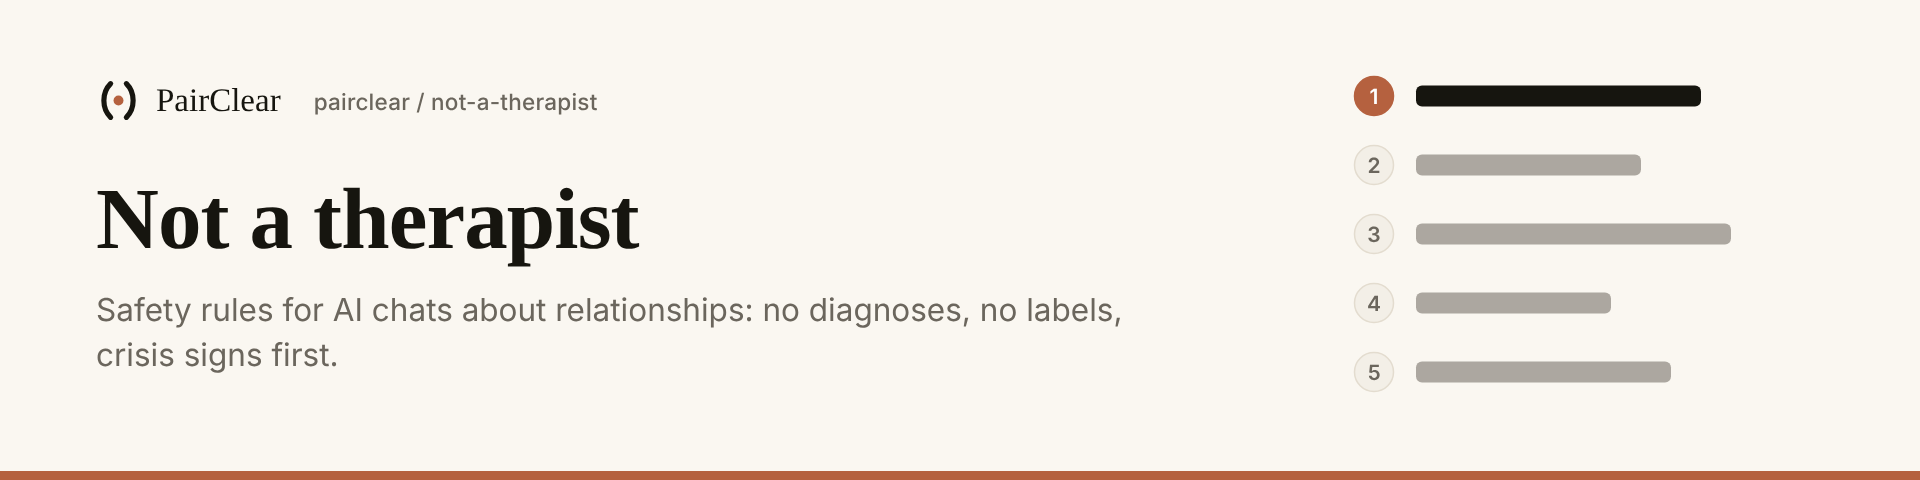 PairClear pairclear / not-a-therapist
Not a therapist
Safety rules for AI chats about relationships: no diagnoses, no labels,
crisis signs first.
1
2
3
4
5